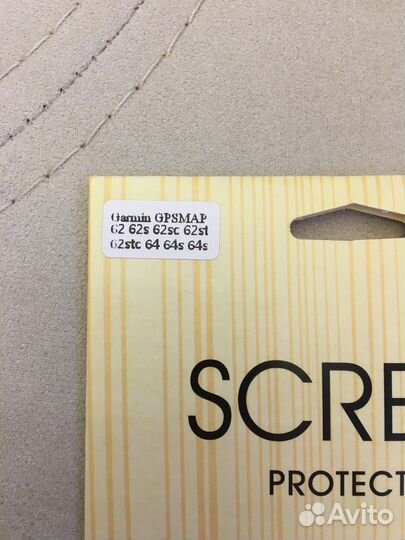 Garmin GPSMAP
62 62s 62sc 62st
62stc 64 64s 64s
SCRE
PROTECT
Avito